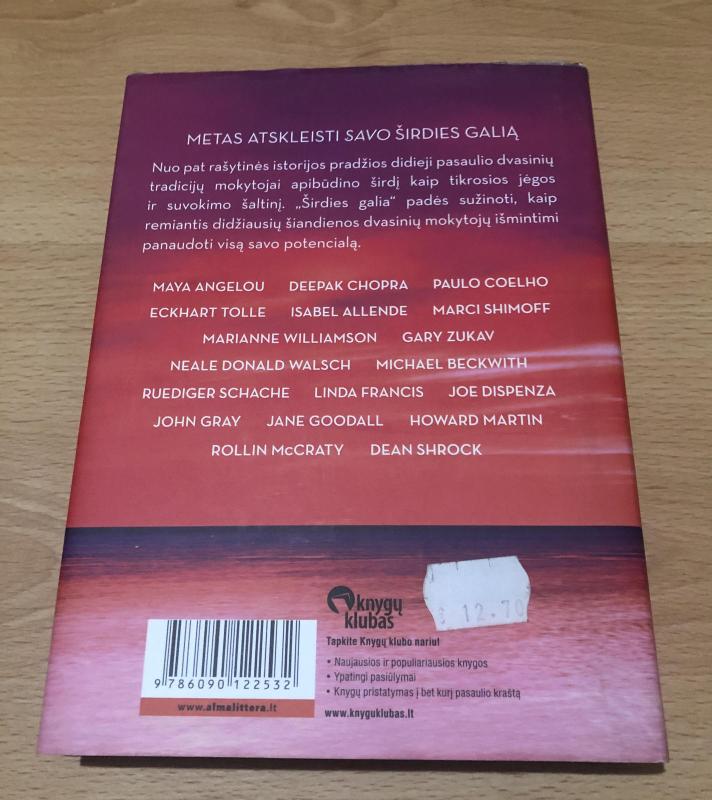 METAS ATSKLEISTI SAVO ŠIRDIES GALIĄ
Nuo pat rašytinės istorijos pradžios didieji pasaulio dvasinių
tradicijų mokytojai apibūdino širdį kaip tikrosios jėgos
ir suvokimo šaltinį. „Širdies galia“ padės sužinoti, kaip
remiantis didžiausių šiandienos dvasinių mokytojų išmintimi
panaudoti visą savo potencialą.
MAYA ANGELOU DEEPAK CHOPRA PAULO COELHO
ECKHART TOLLE ISABEL ALLENDE MARCI SHIMOFF
MARIANNE WILLIAMSON GARY ZUKAV
NEALE DONALD WALSCH MICHAEL BECKWITH
RUEDIGER SCHACHE LINDA FRANCIS JOE DISPENZA
JOHN GRAY JANE GOODALL HOWARD MARTIN
ROLLIN McCRATY DEAN SHROCK
knygų
klubas
12.70
Tapkite Knygų klubo nariu!
• Naujausios ir populiariausios knygos
• Ypatingi pasiūlymai
• Knygų pristatymas į bet kurį pasaulio kraštą
www.knyguklubas.lt
9 786090 122532
www.almalittera.lt